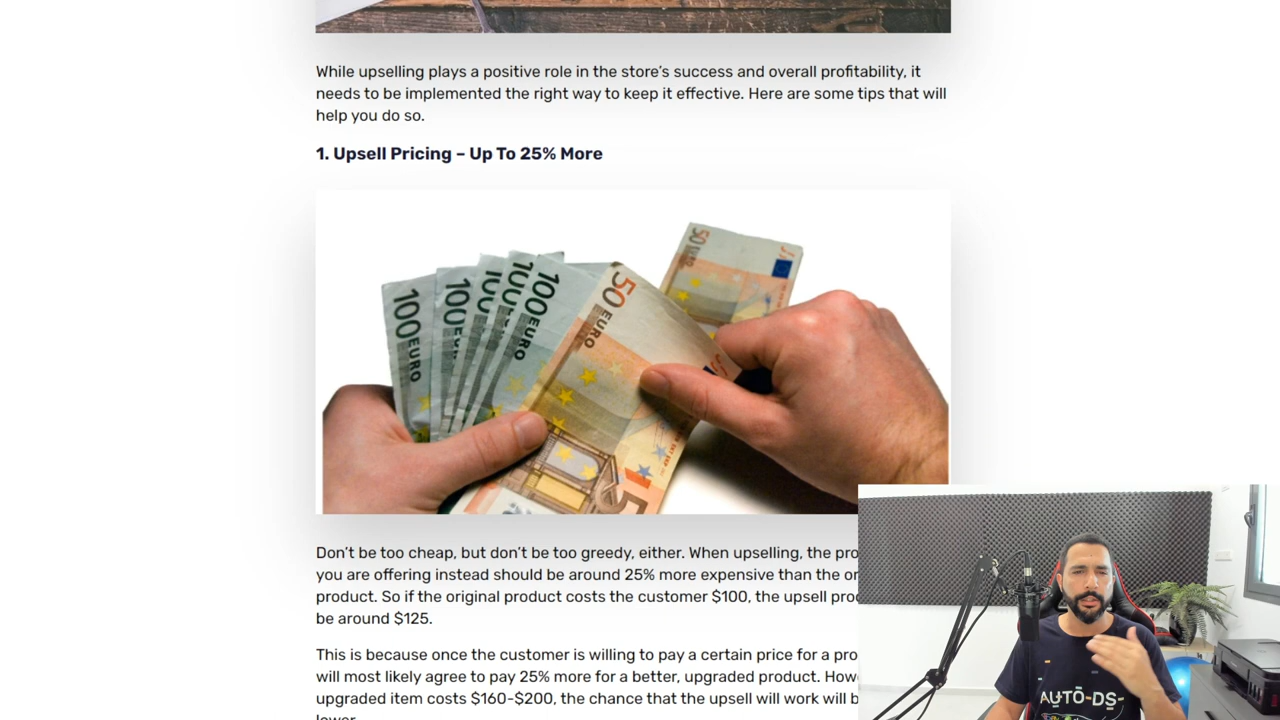 While upselling plays a positive role in the store's success and overall profitability, it
needs to be implemented the right way to keep it effective. Here are some tips that will
help you do so.
1. Upsell Pricing – Up To 25% More
100 EURO
100
100
100
100 EURO
50 EURO
50 EURO
Don't be too cheap, but don't be too greedy, either. When upselling, the
you are offering instead should be around 25% more expensive than the
product. So if the original product costs the customer $100, the upsell
be around $125.
This is because once the customer is willing to pay a certain price for a
will most likely agree to pay 25% more for a better, upgraded product.
upgraded item costs $160-$200, the chance that the upsell will work will
lower
AUTO-DS-